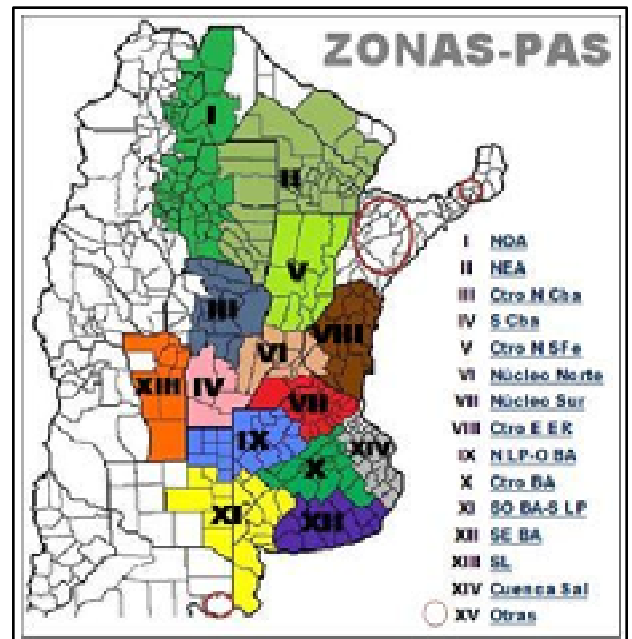 ZONAS-PAS
I
II
III
IV
V
VI
VII
VIII
IX
X
XI
XII
XIII
XIV
I NOA
II NEA
III Ctro N Cba
IV S Cba
V Ctro N SFe
VI Núcleo Norte
VII Núcleo Sur
VIII Ctro E ER
IX N LP-O BA
X Ctro BA
XI SO BA-S LP
XII SE BA
XIII SL
XIV Cuenca Sal
XV Otras